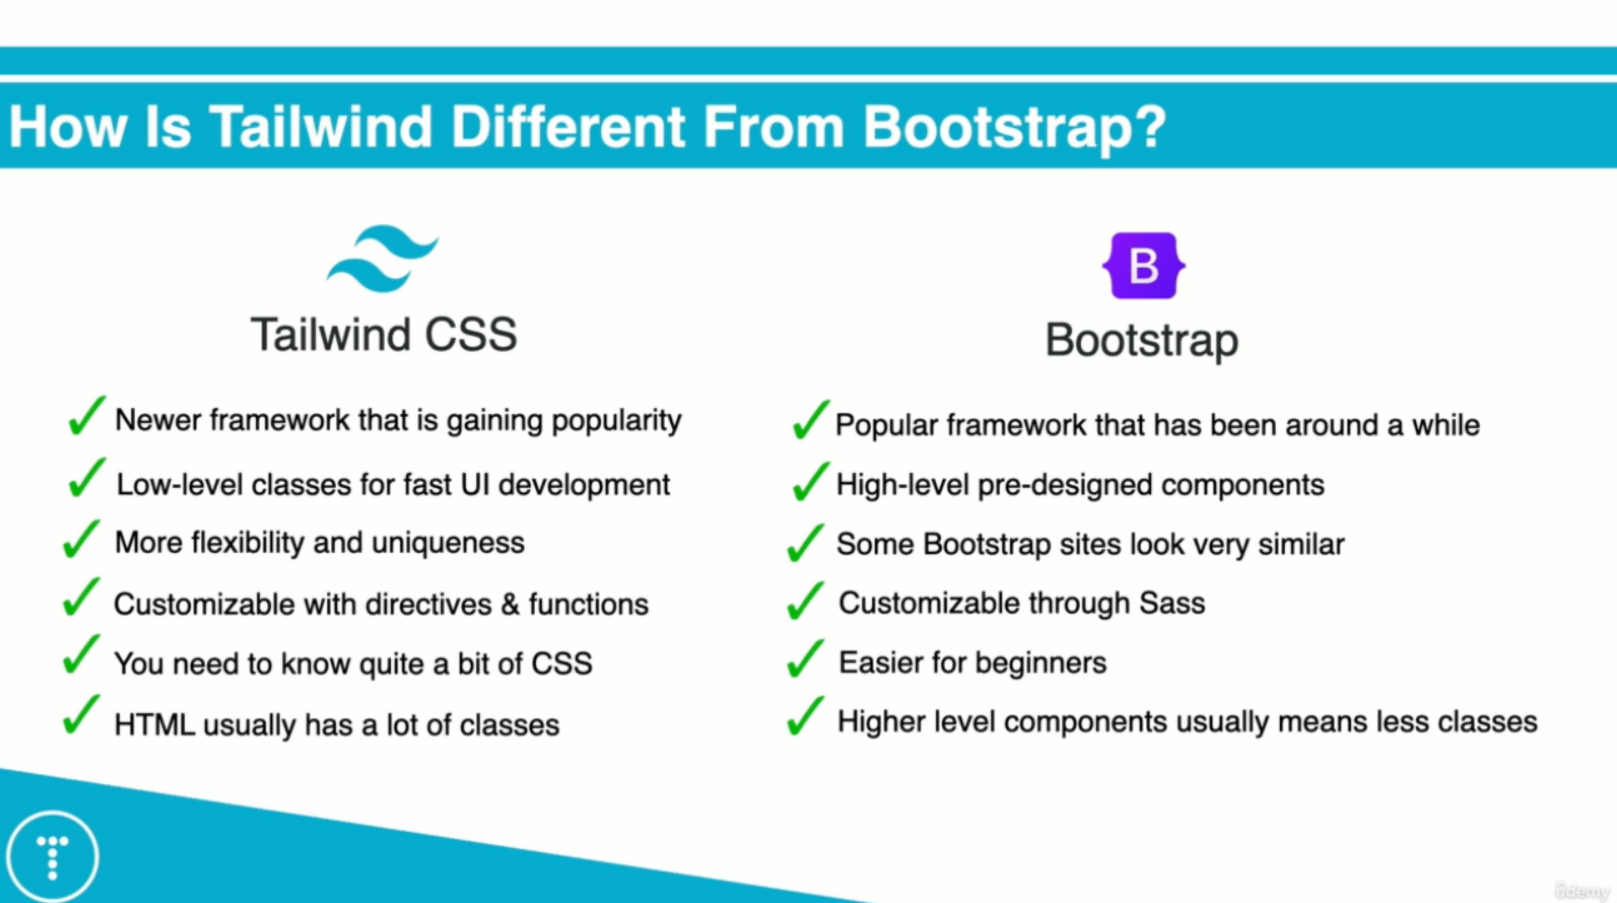 How Is Tailwind Different From Bootstrap?
Tailwind CSS
Newer framework that is gaining popularity
Low-level classes for fast UI development
More flexibility and uniqueness
Customizable with directives & functions
You need to know quite a bit of CSS
HTML usually has a lot of classes
B
Bootstrap
Popular framework that has been around a while
High-level pre-designed components
Some Bootstrap sites look very similar
Customizable through Sass
Easier for beginners
Higher level components usually means less classes
T
ûdemy